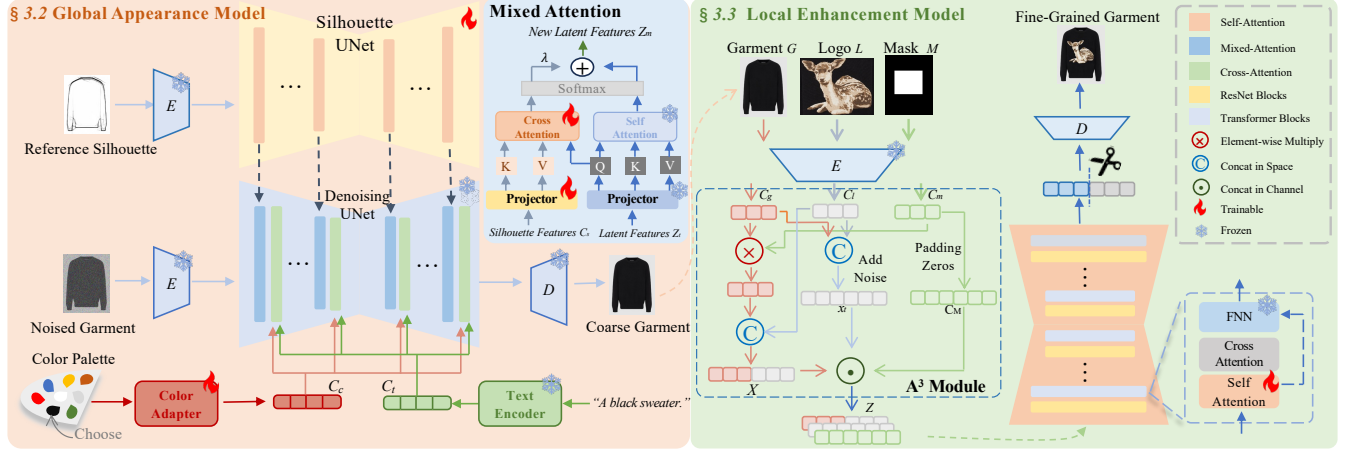 § 3.2 Global Appearance Model
Silhouette
UNet
E
Reference Silhouette
Denoising
UNet
E
Noised Garment
D
Coarse Garment
Color Palette
Choose
Color
Adapter
C_c
C_t
Text
Encoder
“A black sweater.”
Mixed Attention
New Latent Features Z_m
λ
+
Softmax
Cross
Attention
Self
Attention
K
V
Q
K
V
Projector
Projector
Silhouette Features C_s
Latent Features Z_t
§ 3.3 Local Enhancement Model
Garment G
Logo L
Mask M
E
C_g
C_l
C_m
×
C
Add
Noise
Padding
Zeros
x_t
C_M
C
X
A³ Module
Z
Fine-Grained Garment
D
FNN
Cross
Attention
Self
Attention
Self-Attention
Mixed-Attention
Cross-Attention
ResNet Blocks
Transformer Blocks
× Element-wise Multiply
C Concat in Space
Concat in Channel
Trainable
Frozen